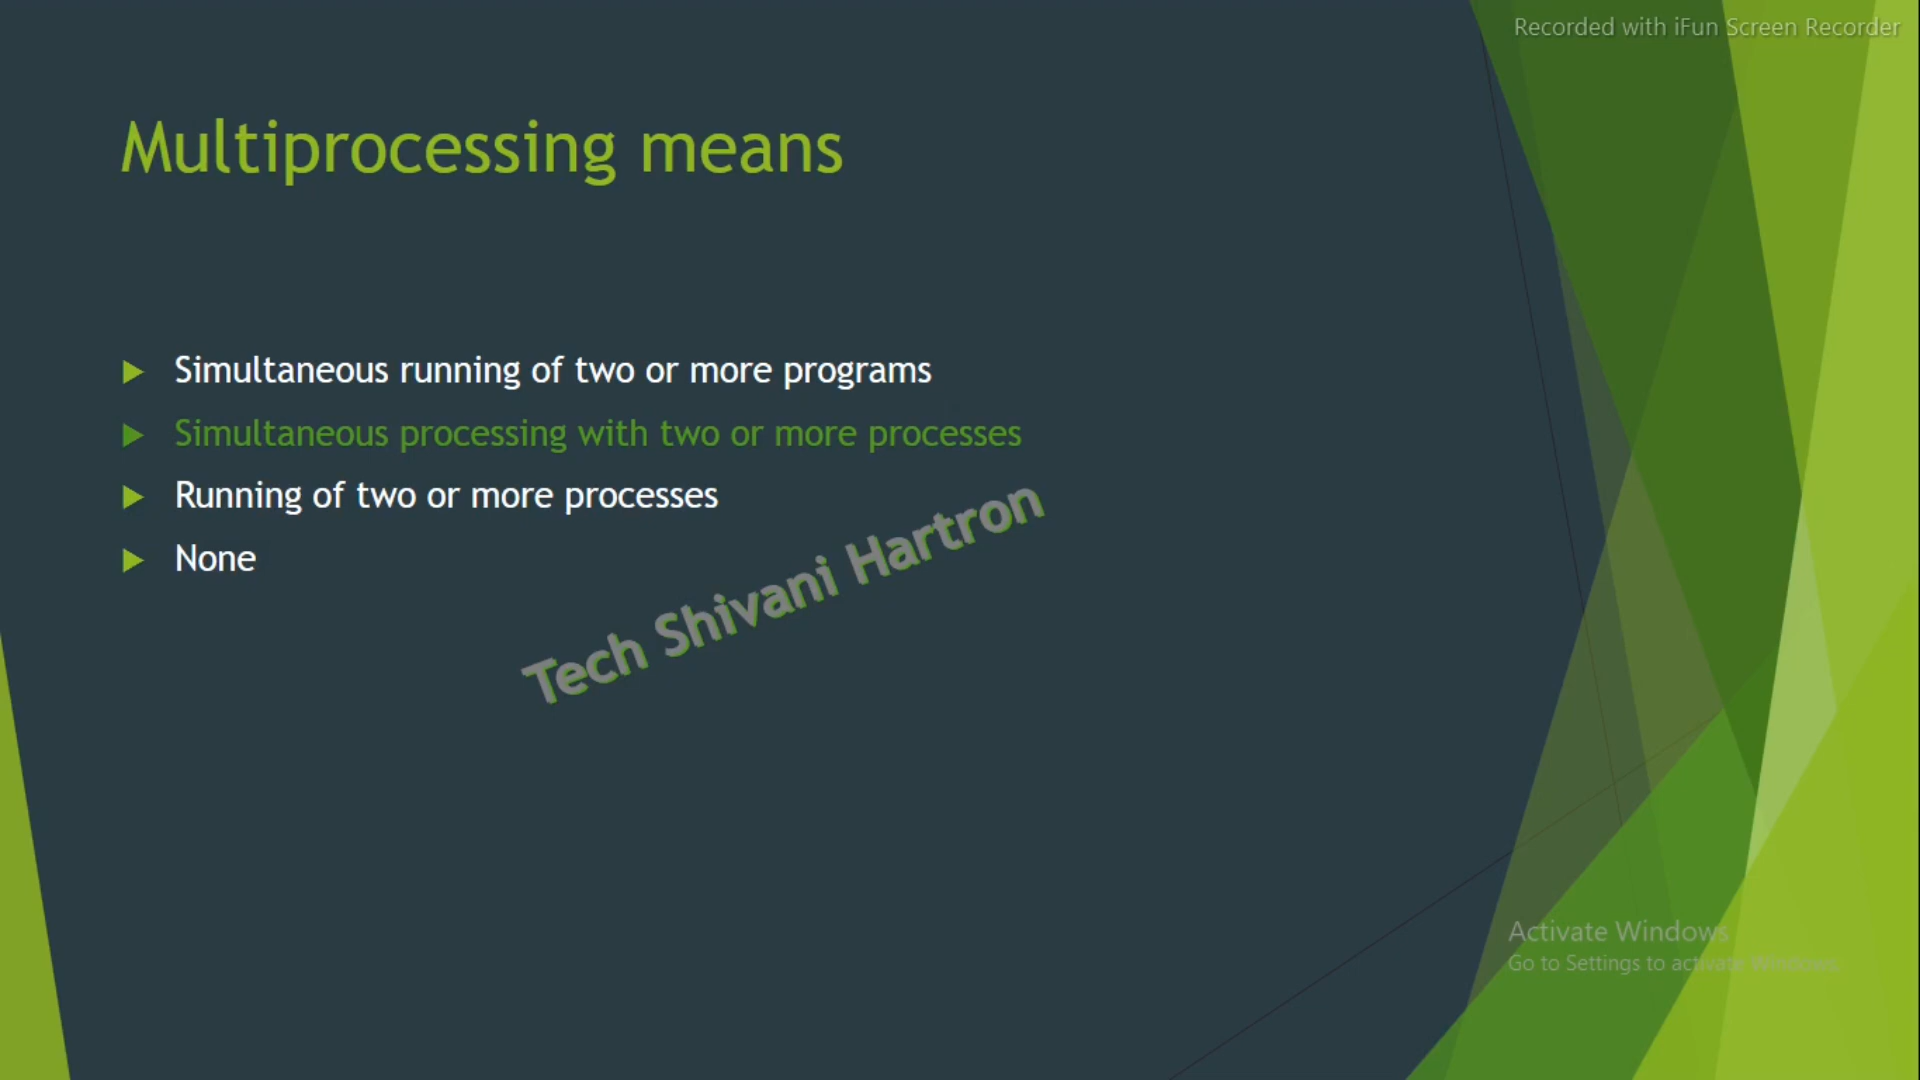 Recorded with iFun Screen Recorder
Multiprocessing means
Simultaneous running of two or more programs
Simultaneous processing with two or more processes
Running of two or more processes
None
Tech Shivani Hartron
Activate Windows
Go to Settings to activate Windows.